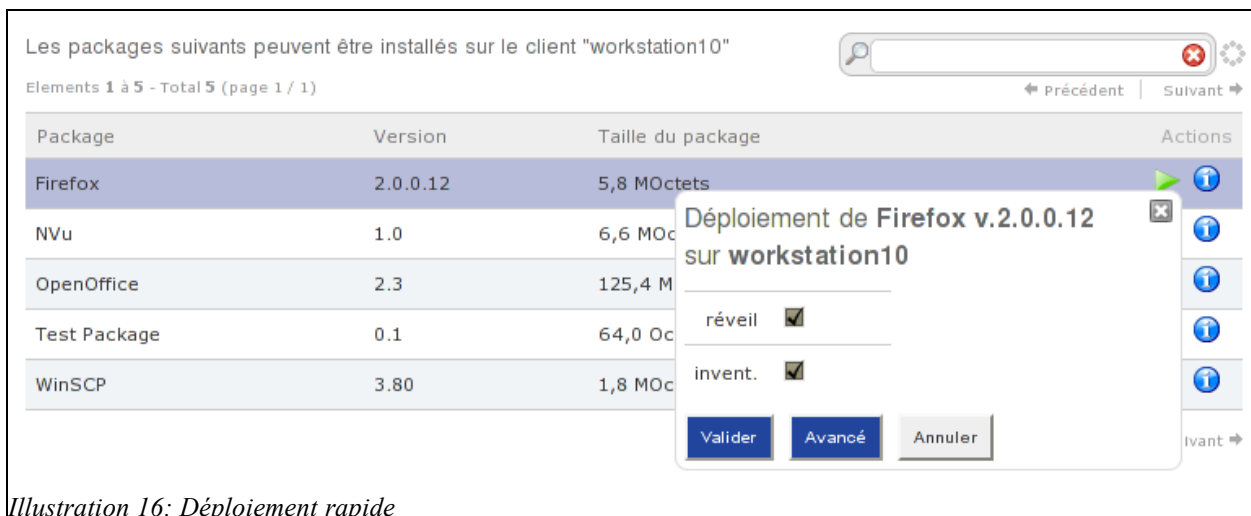 Les packages suivants peuvent être installés sur le client "workstation10"
Elements 1 à 5 - Total 5 (page 1 / 1)
Précédent | Suivant
Package Version Taille du package Actions
Firefox 2.0.0.12 5,8 MOctets
NVu 1.0 6,6 MOc
OpenOffice 2.3 125,4 M
Test Package 0.1 64,0 Oc
WinSCP 3.80 1,8 MOc
Déploiement de Firefox v.2.0.0.12
sur workstation10
réveil
invent.
Valider Avancé Annuler
ivant
Illustration 16: Déploiement rapide